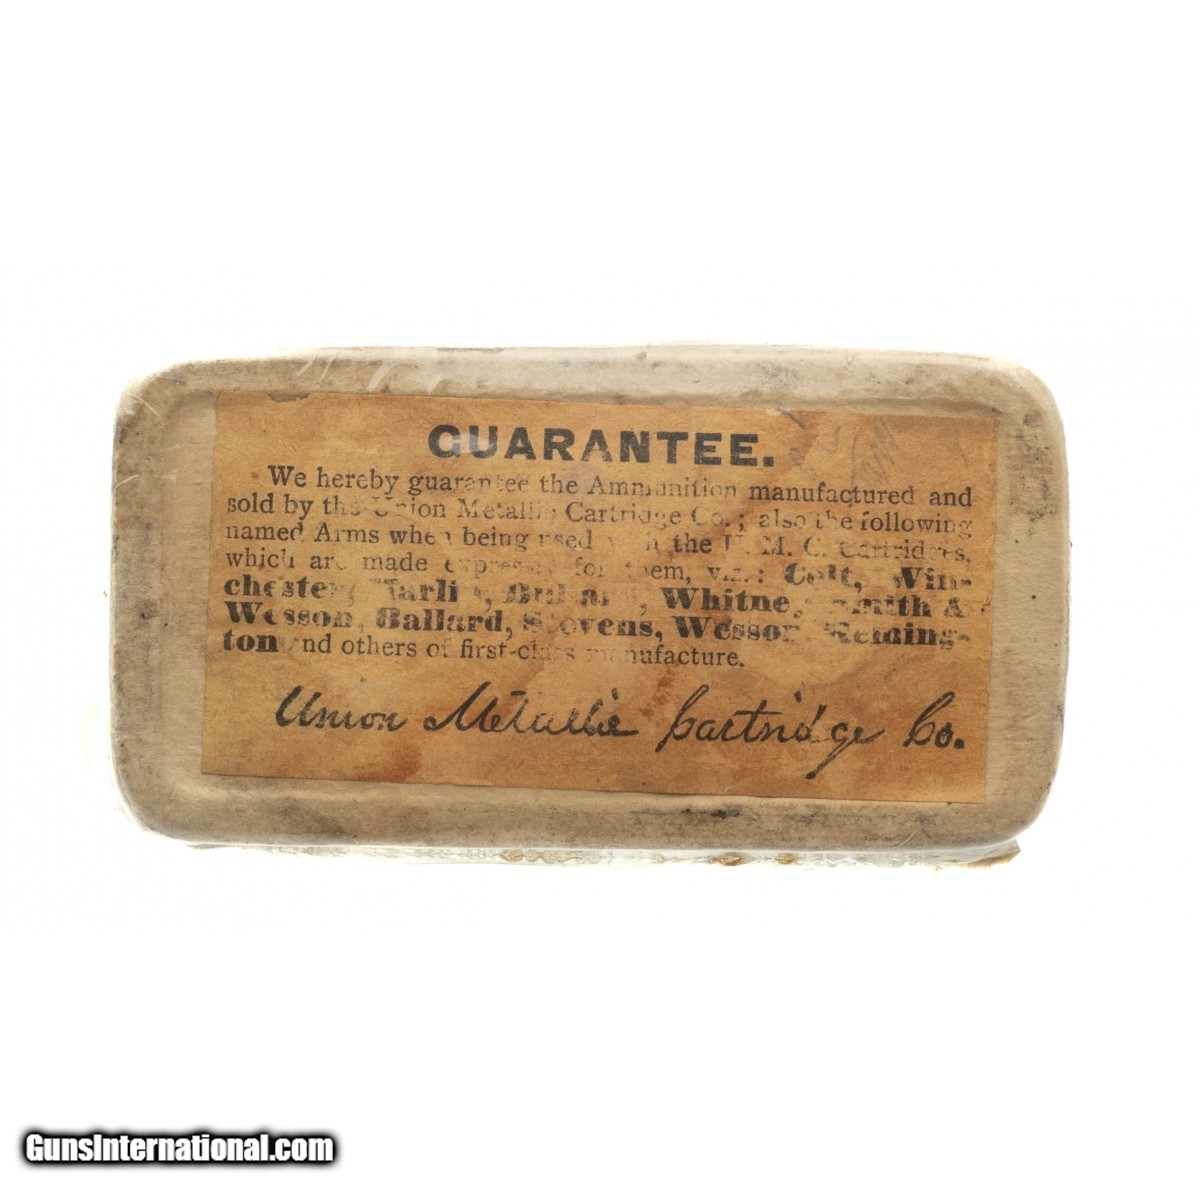 GUARANTEE.
We hereby guarantee the Ammunition manufactured and
sold by the Union Metallic Cartridge Co.; also the following
named Arms when being used the U. M. C. Cartridges,
which are made for them, viz.: Colt, Win-
chester, Marlin, Whitney, Smith &
Wesson, Ballard, Stevens, Wesson, Reming-
ton and others of first-class manufacture.
Union Metallic Cartridge Co.
GunsInternational.com